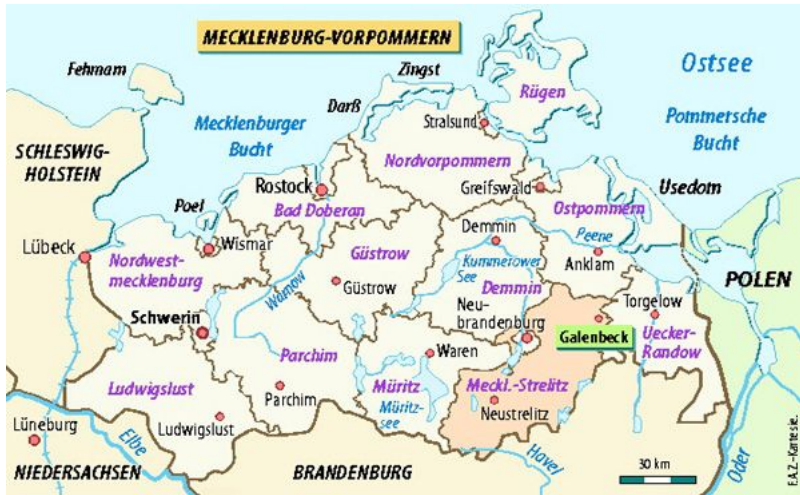 MECKLENBURG-VORPOMMERN
Fehmarn
Zingst
Ostsee
Rügen
Darß
Mecklenburger
Bucht
Stralsund
Pommersche
Bucht
SCHLESWIG-
HOLSTEIN
Nordvorpommern
Rostock
Greifswald
Usedom
Poel
Bad Doberan
Ostpommern
Lübeck
Wismar
Demmin
Peene
Nordwest-
mecklenburg
Güstrow
Kummerower
See
Anklam
POLEN
Warnow
Güstrow
Demmin
Schwerin
Neu-
brandenburg
Torgelow
Galenbeck
Uecker-
Randow
Parchim
Waren
Ludwigslust
Parchim
Müritz
Müritz-
see
Meckl.-Strelitz
Neustrelitz
Lüneburg
Elbe
Ludwigslust
Havel
Oder
NIEDERSACHSEN
BRANDENBURG
30 km
F.A.Z.-Karte sie.